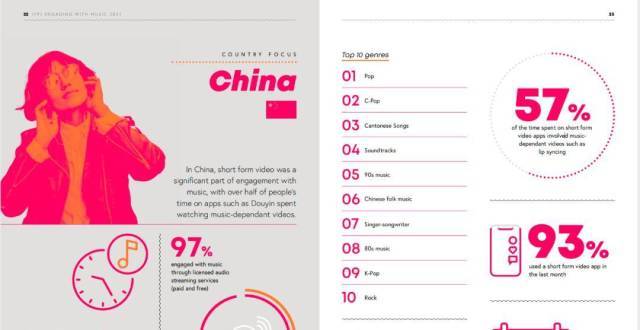 22 IFPI ENGAGING WITH MUSIC 2021
COUNTRY FOCUS
China
In China, short form video was a
significant part of engagement with
music, with over half of people's
time on apps such as Douyin spent
watching music-dependant videos.
97%
engaged with music
through licensed audio
streaming services
(paid and free)
23
Top 10 genres
01 Pop
02 C-Pop
03 Cantonese Songs
04 Soundtracks
05 90s music
06 Chinese folk music
07 Singer-songwriter
08 80s music
09 K-Pop
10 Rock
57%
of the time spent on short form
video apps involved music-
dependent videos such as
lip syncing
93%
used a short form video app in
the last month